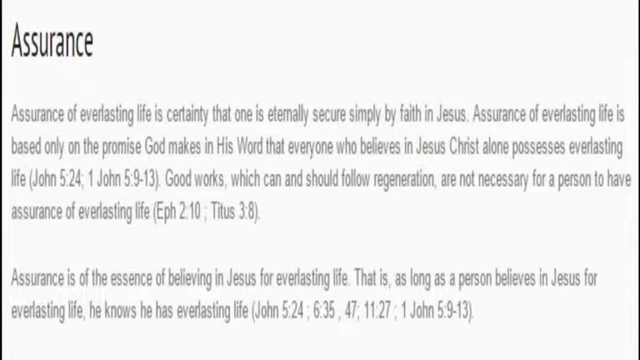 Assurance
Assurance of everlasting life is certainty that one is eternally secure simply by faith in Jesus. Assurance of everlasting life is
based only on the promise God makes in His Word that everyone who believes in Jesus Christ alone possesses everlasting
life (John 5:24; 1 John 5:9-13). Good works, which can and should follow regeneration, are not necessary for a person to have
assurance of everlasting life (Eph 2:10 ; Titus 3:8).
Assurance is of the essence of believing in Jesus for everlasting life. That is, as long as a person believes in Jesus for
everlasting life, he knows he has everlasting life (John 5:24 ; 6:35 , 47; 11:27 ; 1 John 5:9-13).